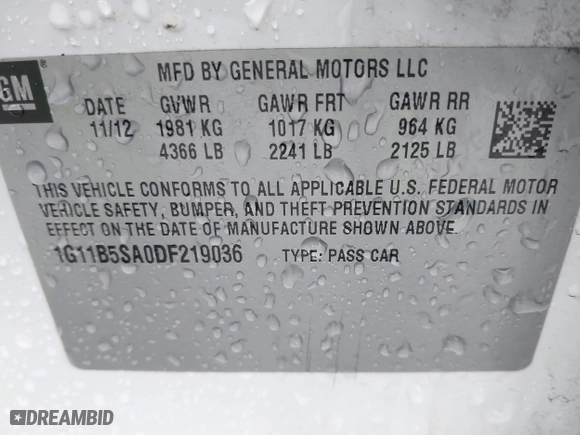 GM ®
MFD BY GENERAL MOTORS LLC
DATE GVWR GAWR FRT GAWR RR
11/12 1981 KG 1017 KG 964 KG
4366 LB 2241 LB 2125 LB
THIS VEHICLE CONFORMS TO ALL APPLICABLE U.S. FEDERAL MOTOR
VEHICLE SAFETY, BUMPER, AND THEFT PREVENTION STANDARDS IN
EFFECT ON THE DATE OF MANUFACTURE SHOWN ABOVE.
1G11B5SA0DF219036 TYPE: PASS CAR
DREAMBID